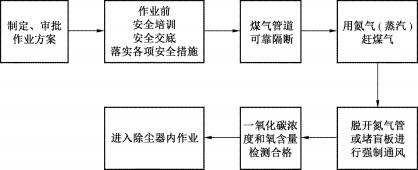 制定、审批
作业方案
作业前
安全培训
安全交底
落实各项安全措施
煤气管道
可靠隔断
用氮气(蒸汽)
赶煤气
脱开氮气管
或堵盲板进
行强制通风
一氧化碳浓
度和氧含量
检测合格
进入除尘器内作业